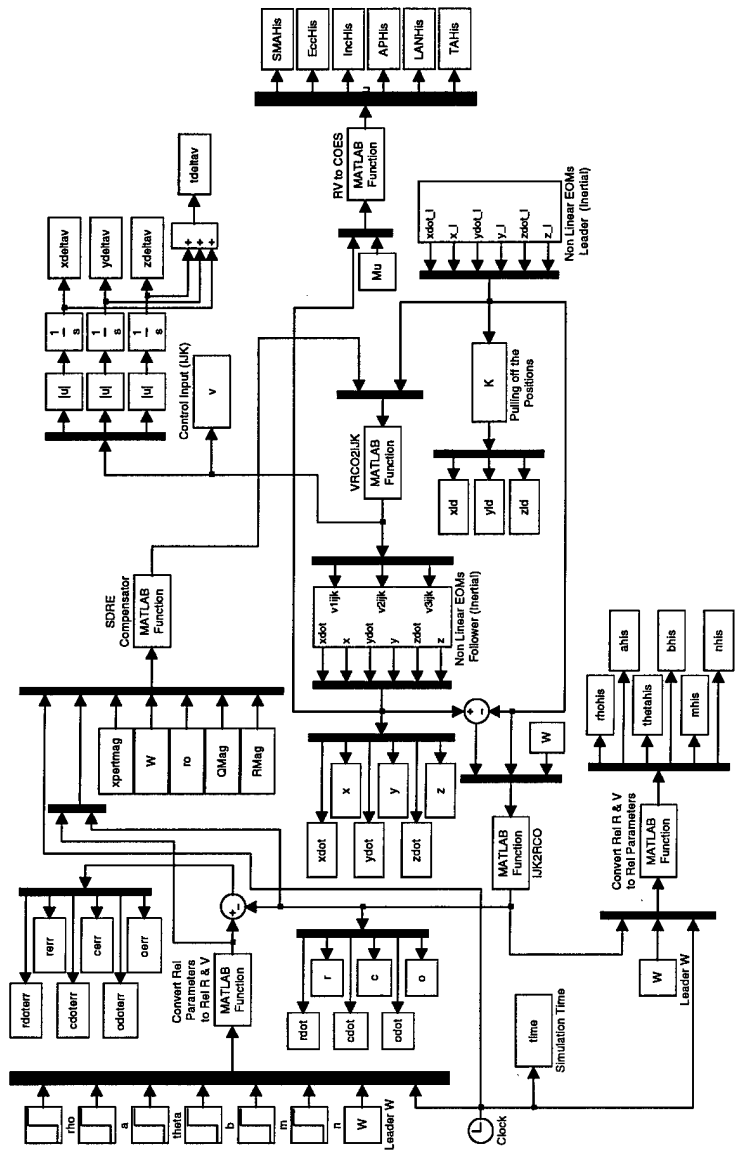 rho
a
theta
b
m
n
W
Leader W
Clock
time
Simulation Time
Convert Rel
Parameters
to Rel R & V
MATLAB
Function
rdoterr
rerr
cdoterr
cerr
odoterr
oerr
+
-
rdot
r
cdot
c
odot
o
W
Leader W
Convert Rel R & V
to Rel Parameters
MATLAB
Function
rhohis
ahis
thetahis
bhis
mhis
nhis
xpertmag
W
ro
QMag
RMag
SDRE
Compensator
MATLAB
Function
xdot
x
ydot
y
zdot
z
W
MATLAB
Function
IJK2RCO
+
-
xdot
x
ydot
y
zdot
z
v1ijk
v2ijk
v3ijk
Non Linear EOMs
Follower (Inertial)
VRCO2IJK
MATLAB
Function
xld
yld
zld
K
Pulling off the
Positions
Control Input (IJK)
v
|u|
|u|
|u|
1
s
1
s
1
s
xdeltav
ydeltav
zdeltav
+
+
+
tdeltav
Mu
RV to COES
MATLAB
Function
xdot_l
x_l
ydot_l
y_l
zdot_l
z_l
Non Linear EOMs
Leader (Inertial)
u
SMAHis
EccHis
IncHis
APHis
LANHis
TAHis